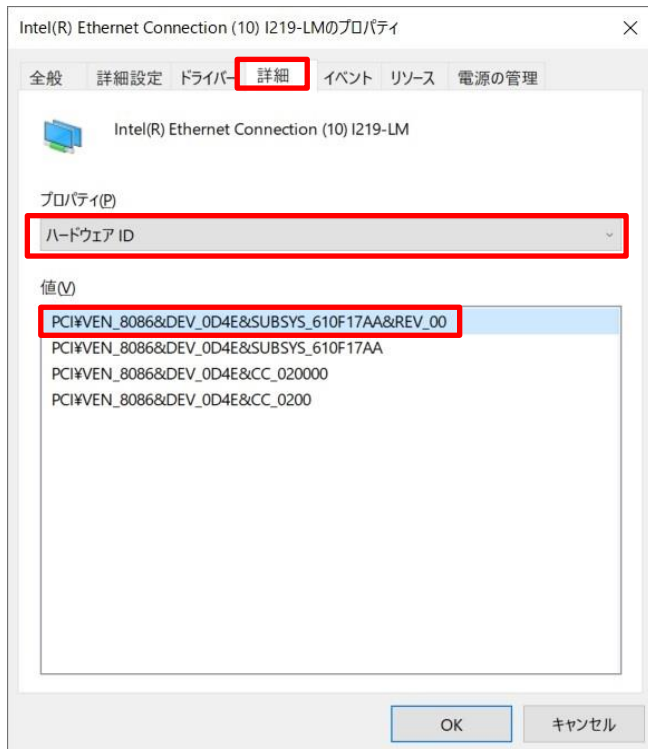 Intel(R) Ethernet Connection (10) I219-LMのプロパティ
全般 詳細設定 ドライバー 詳細 イベント リソース 電源の管理
Intel(R) Ethernet Connection (10) I219-LM
プロパティ(P)
ハードウェア ID
値(V)
PCI¥VEN_8086&DEV_0D4E&SUBSYS_610F17AA&REV_00
PCI¥VEN_8086&DEV_0D4E&SUBSYS_610F17AA
PCI¥VEN_8086&DEV_0D4E&CC_020000
PCI¥VEN_8086&DEV_0D4E&CC_0200
OK キャンセル